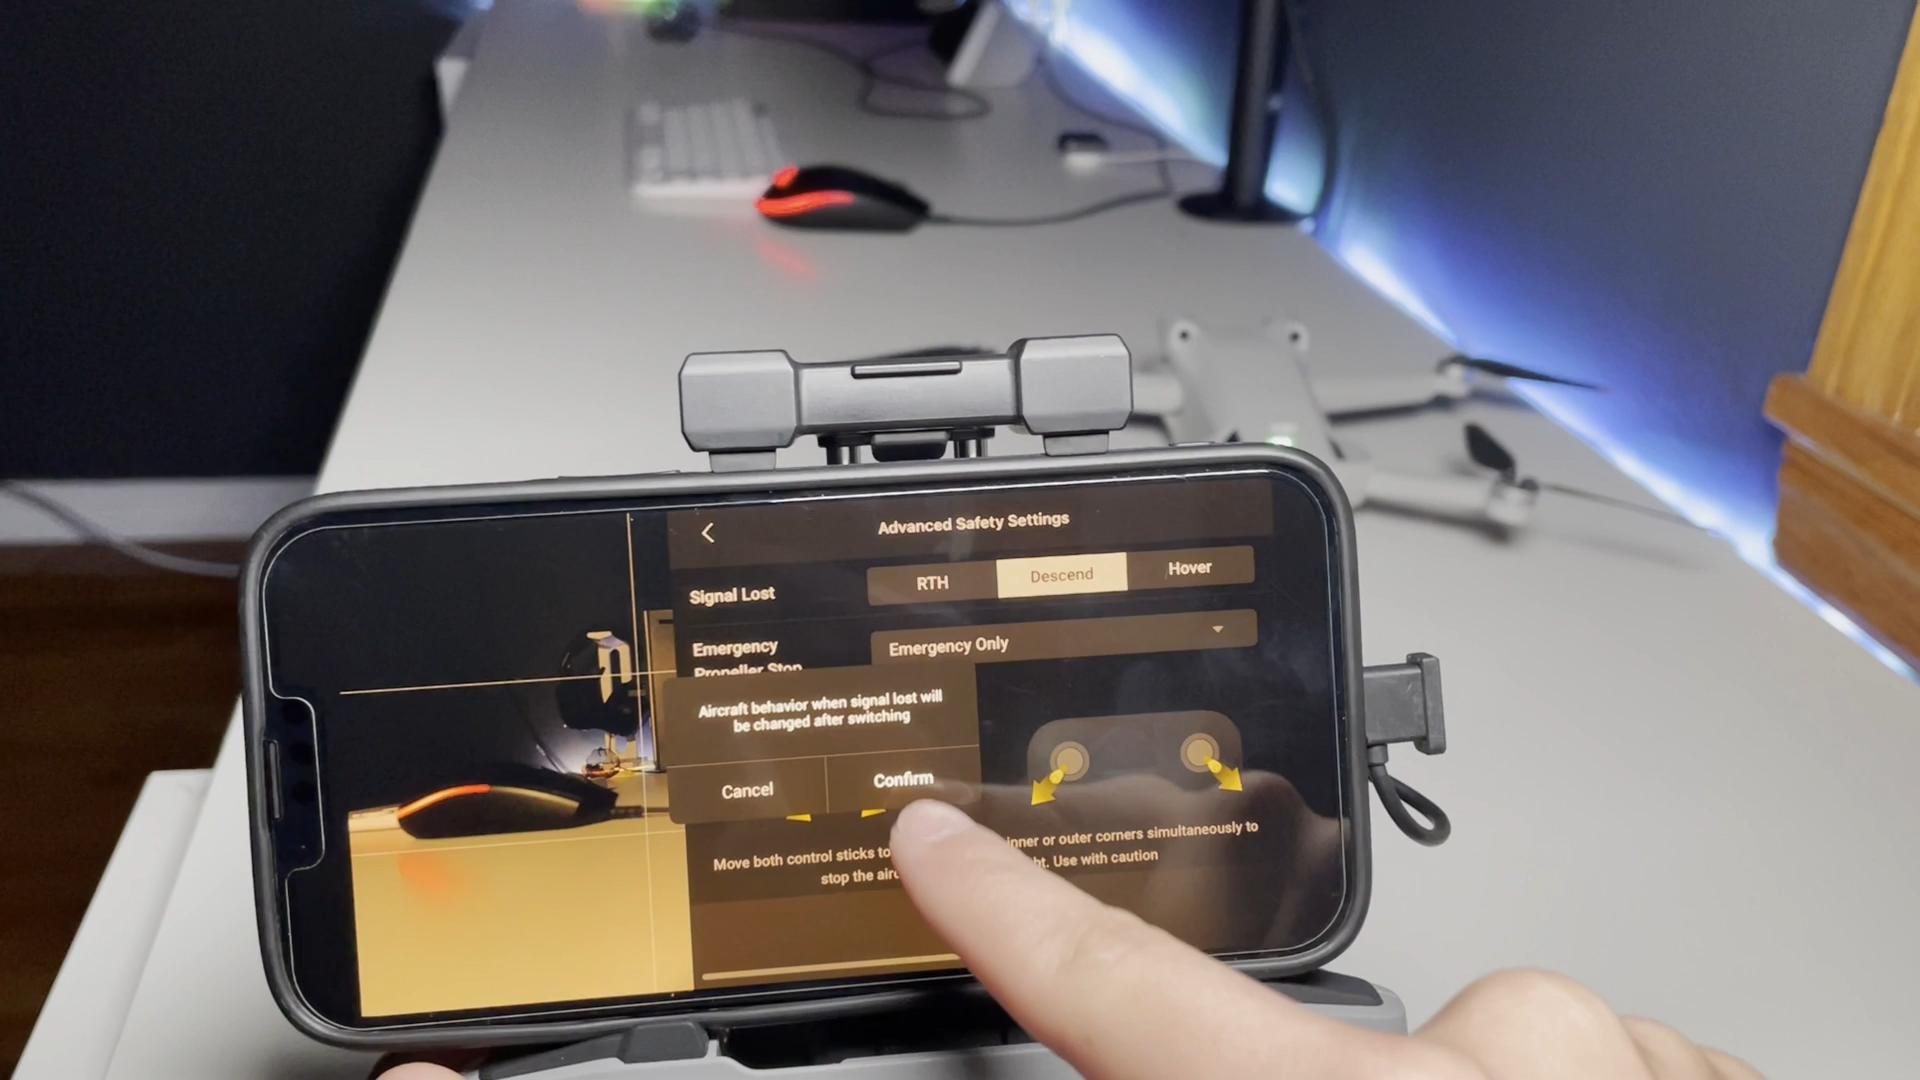 Advanced Safety Settings
Signal Lost
RTH
Descend
Hover
Emergency
Propeller Stop
Emergency Only
Aircraft behavior when signal lost will
be changed after switching
Cancel
Confirm
Move both control sticks to inner or outer corners simultaneously to
stop the Use with caution